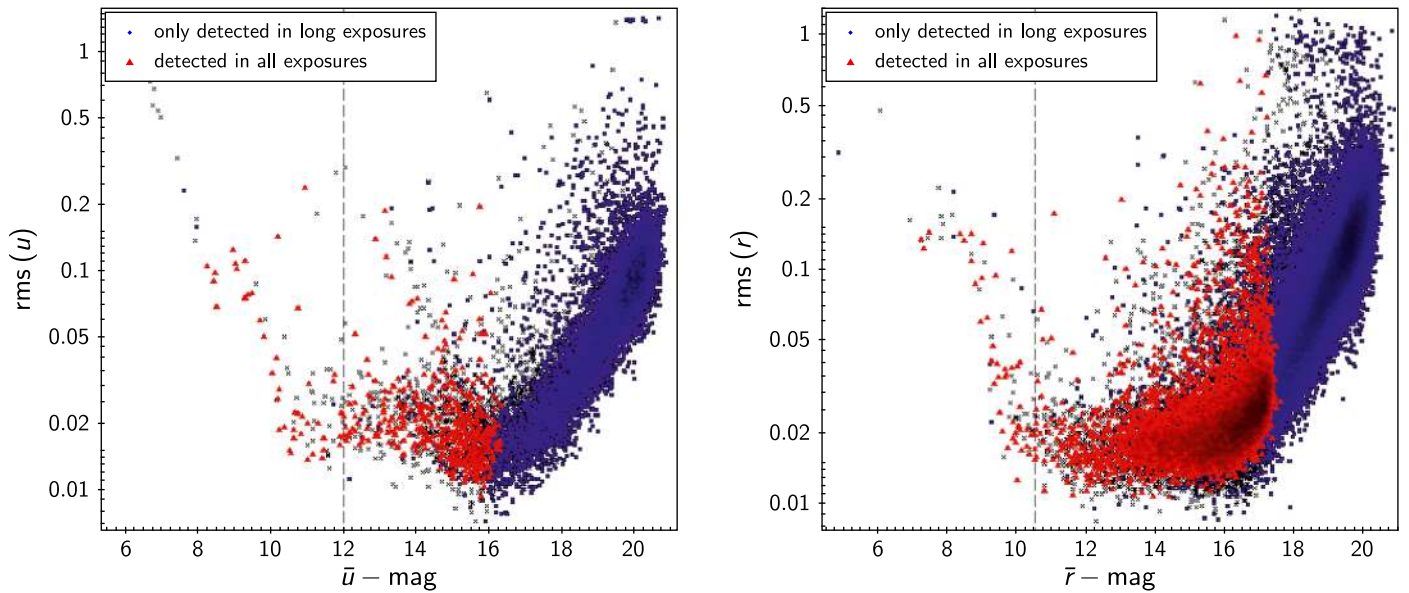 only detected in long exposures
detected in all exposures
1
0.5
0.2
0.1
0.05
0.02
0.01
rms (u)
6 8 10 12 14 16 18 20
ū − mag
only detected in long exposures
detected in all exposures
1
0.5
0.2
0.1
0.05
0.02
0.01
rms (r)
6 8 10 12 14 16 18 20
r̄ − mag